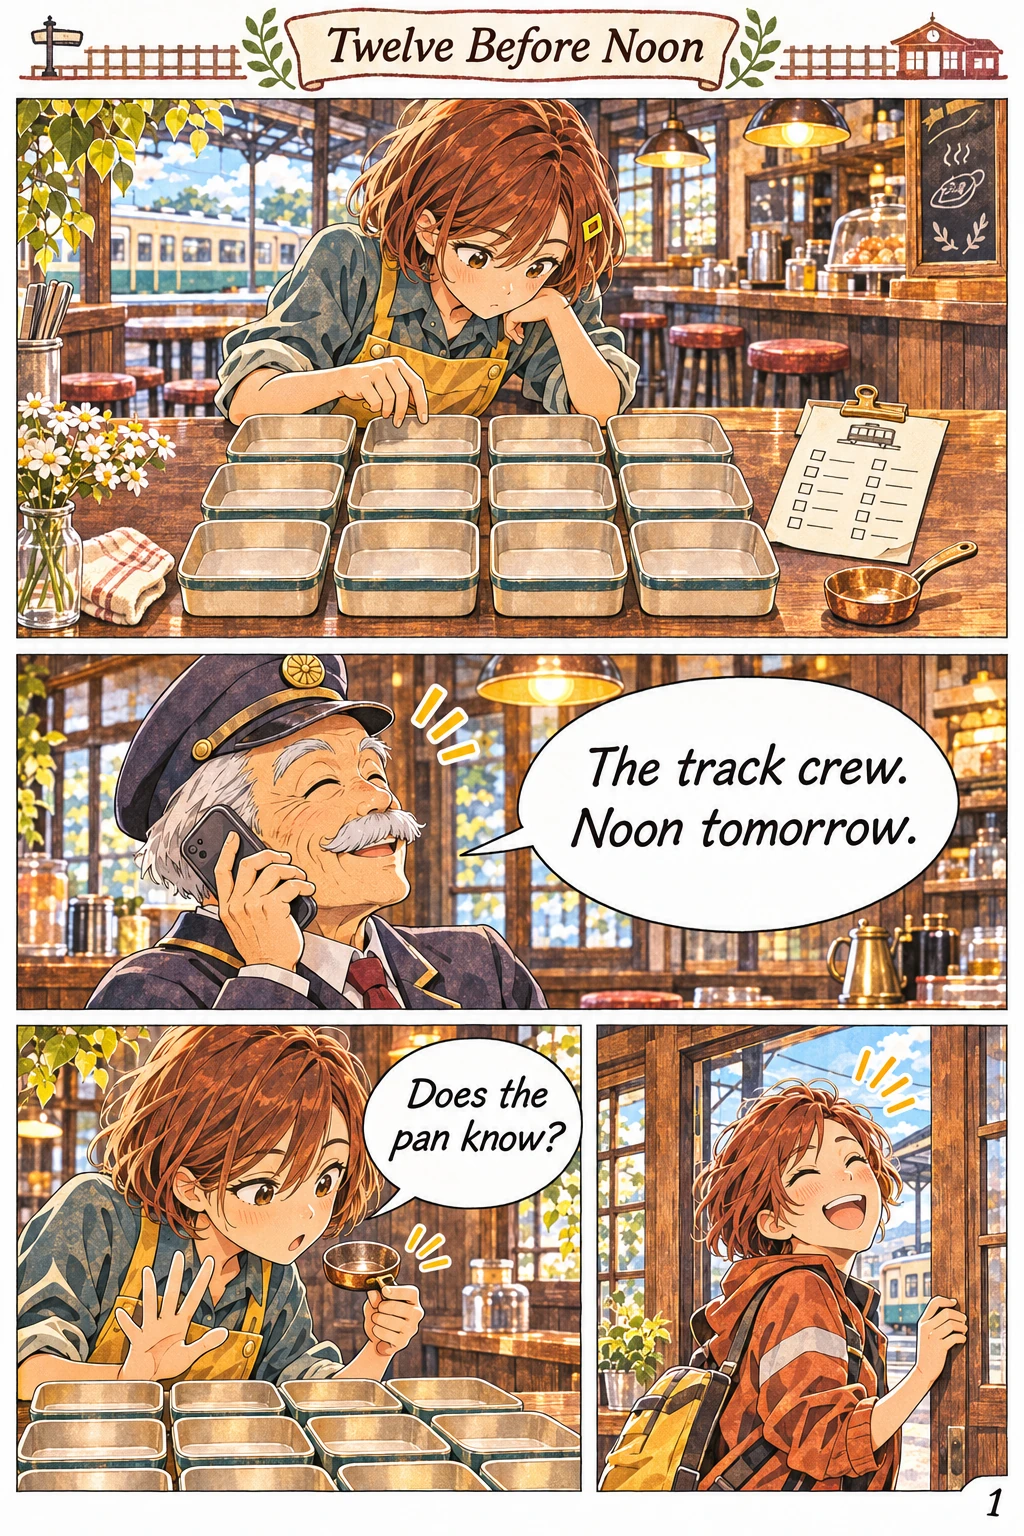 Twelve Before Noon
The track crew.
Noon tomorrow.
Does the
pan know?
1